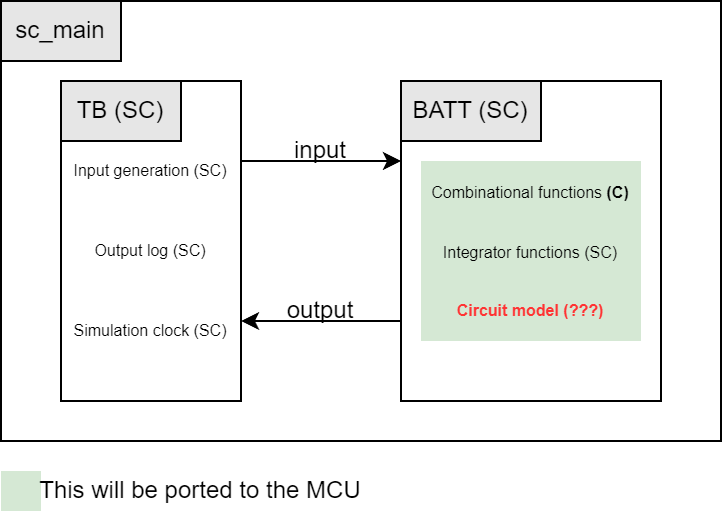 sc_main
TB (SC)
BATT (SC)
input
Input generation (SC)
Combinational functions (C)
Output log (SC)
Integrator functions (SC)
output
Circuit model (???)
Simulation clock (SC)
This will be ported to the MCU